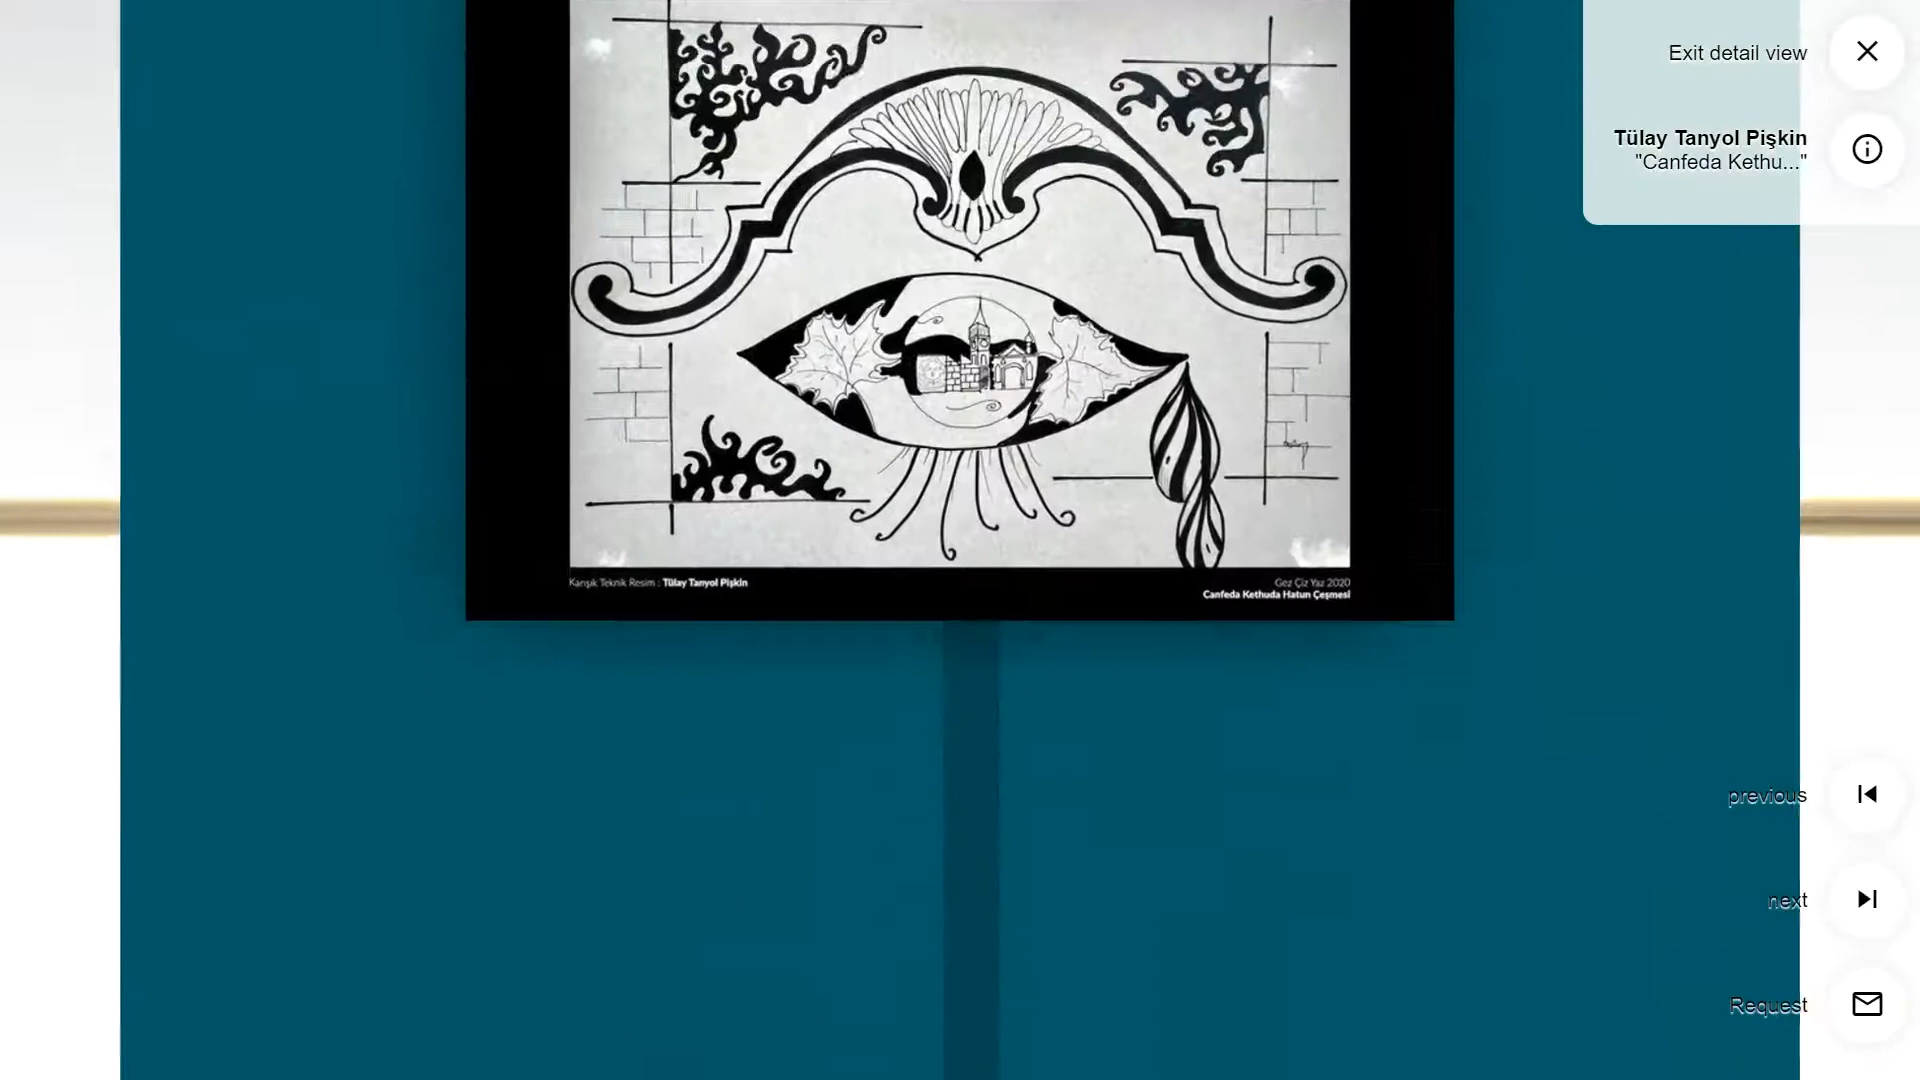 Exit detail view
Tülay Tanyol Pişkin
"Canfeda Kethu..."
Karışık Teknik Resim : Tülay Tanyol Pişkin
Gez Çiz Yaz 2020
Canfeda Kethuda Hatun Çeşmesi
previous
next
Request